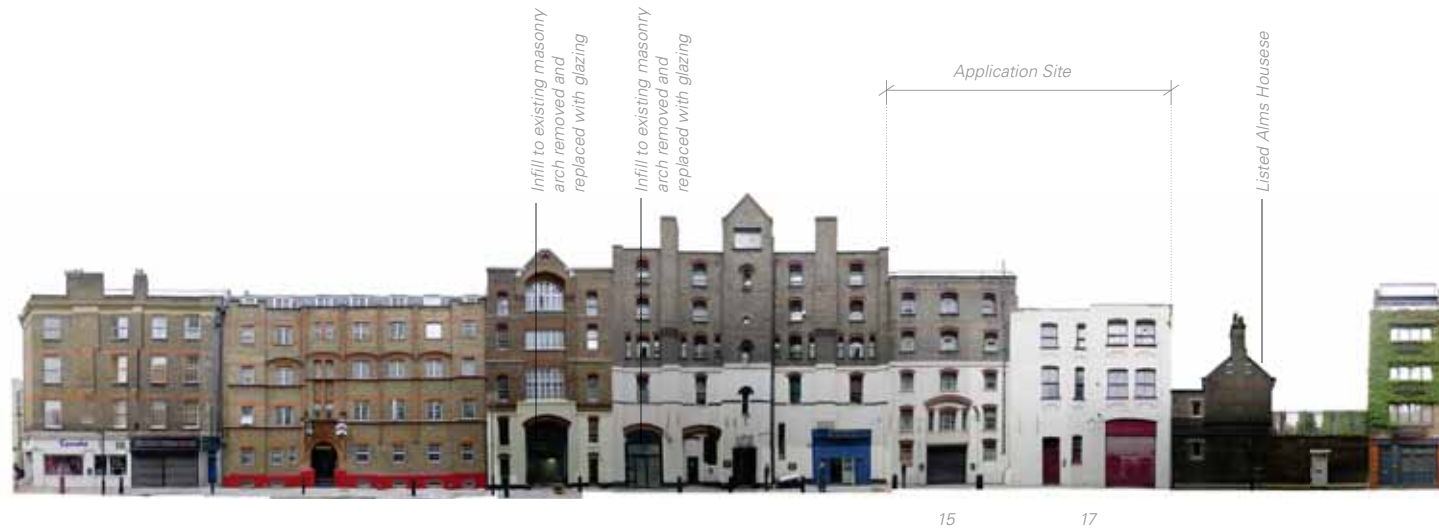 Infill to existing masonry
arch removed and
replaced with glazing
Infill to existing masonry
arch removed and
replaced with glazing
Application Site
Listed Alms Housese
15
17